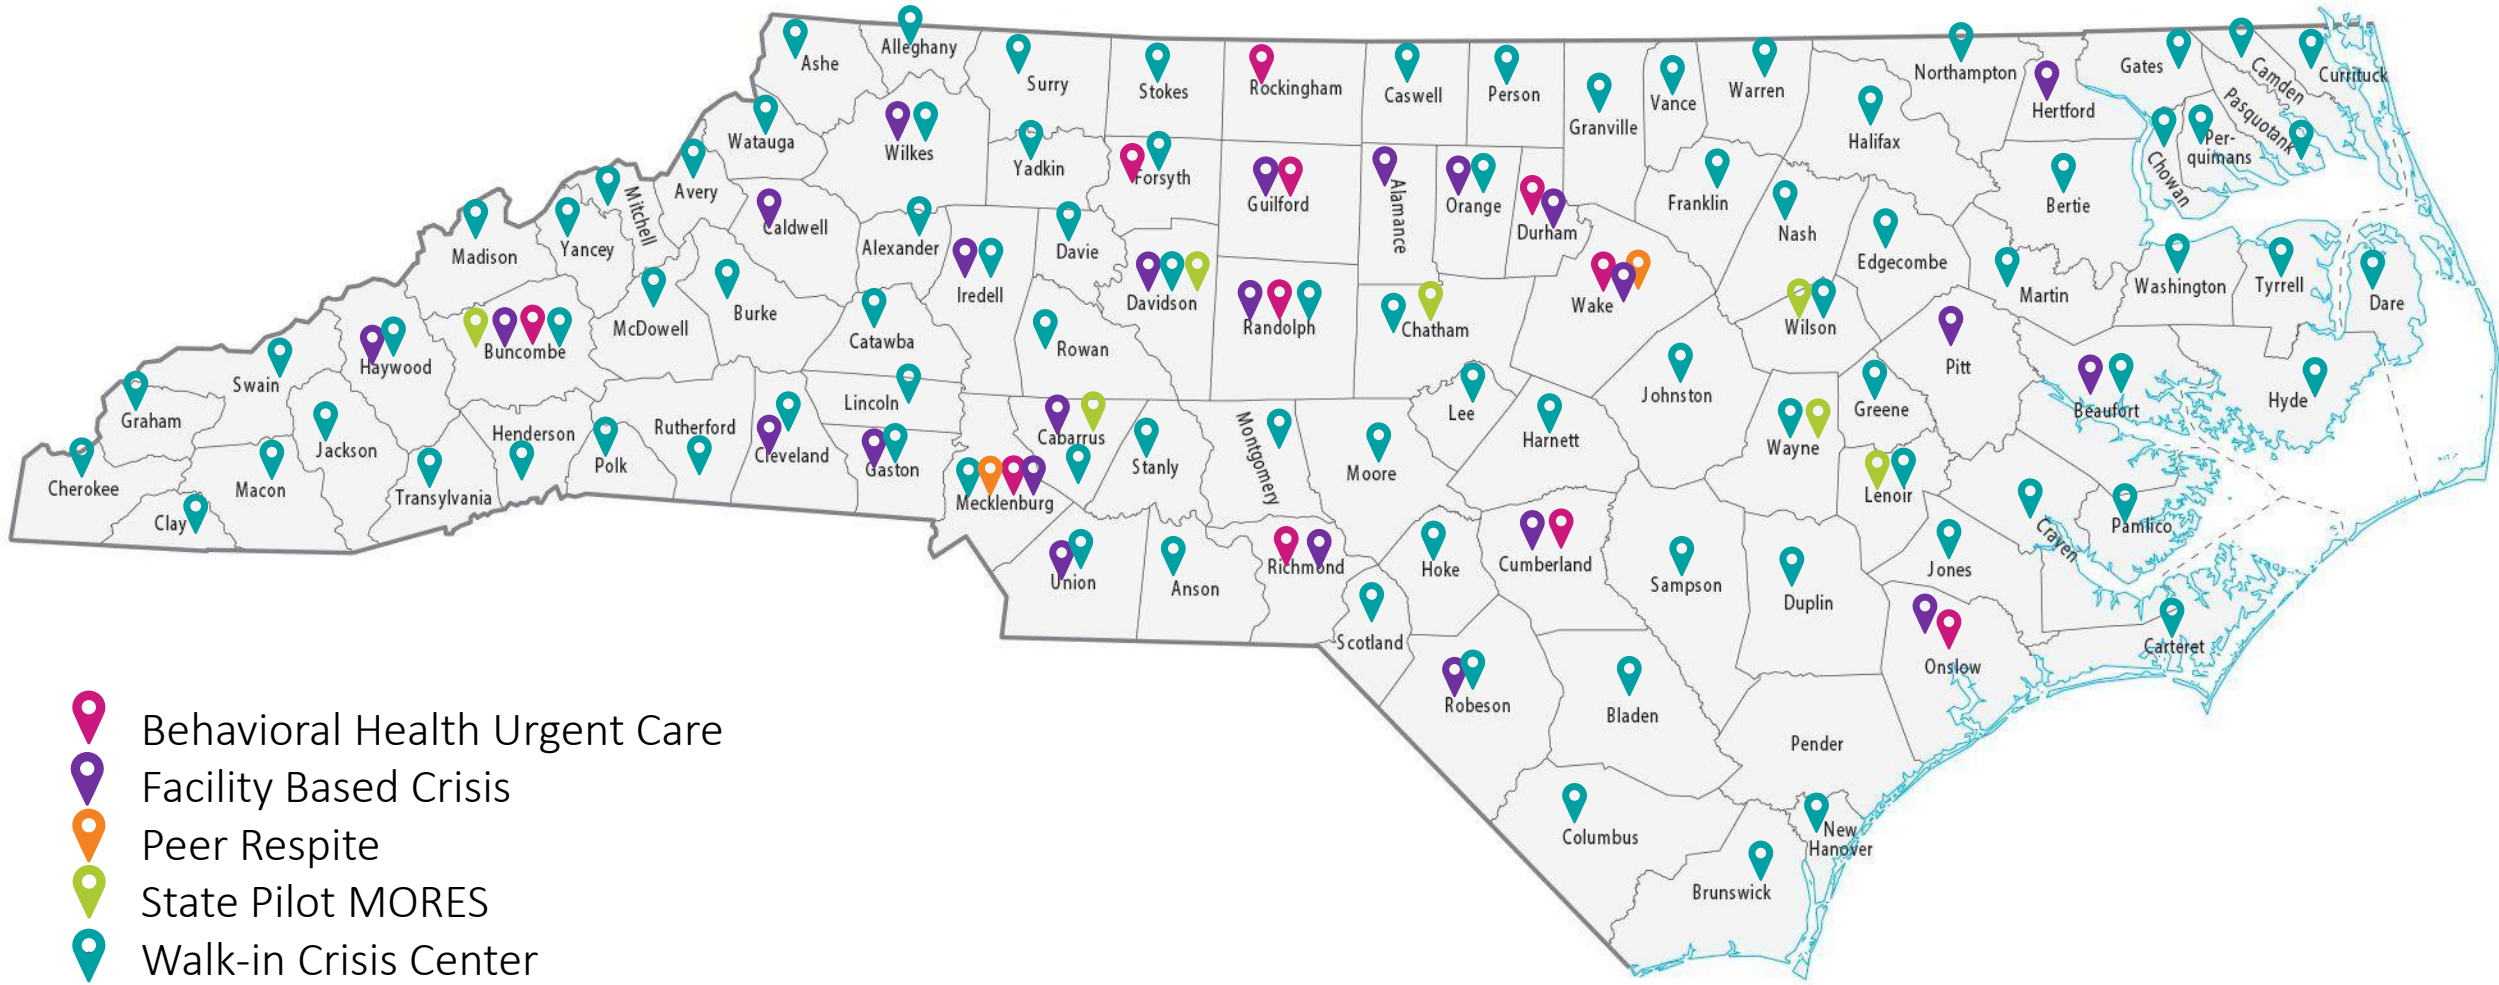 Alleghany
Ashe
Surry
Stokes
Rockingham
Caswell
Person
Granville
Vance
Warren
Northampton
Hertford
Gates
Camden
Currituck
Pasquotank
Per-
quimans
Chowan
Halifax
Watauga
Wilkes
Yadkin
Forsyth
Guilford
Alamance
Orange
Durham
Franklin
Nash
Edgecombe
Bertie
Avery
Mitchell
Yancey
Madison
Caldwell
Alexander
Iredell
Davie
Davidson
Randolph
Chatham
Wake
Wilson
Martin
Washington
Tyrrell
Dare
Burke
McDowell
Buncombe
Haywood
Swain
Graham
Catawba
Rowan
Lincoln
Cabarrus
Stanly
Montgomery
Moore
Lee
Harnett
Johnston
Wayne
Greene
Pitt
Beaufort
Hyde
Cherokee
Clay
Macon
Jackson
Transylvania
Henderson
Polk
Rutherford
Cleveland
Gaston
Mecklenburg
Union
Anson
Richmond
Scotland
Hoke
Cumberland
Sampson
Duplin
Lenoir
Jones
Craven
Pamlico
Carteret
Onslow
Robeson
Bladen
Pender
Columbus
New
Hanover
Brunswick
Behavioral Health Urgent Care
Facility Based Crisis
Peer Respite
State Pilot MORES
Walk-in Crisis Center